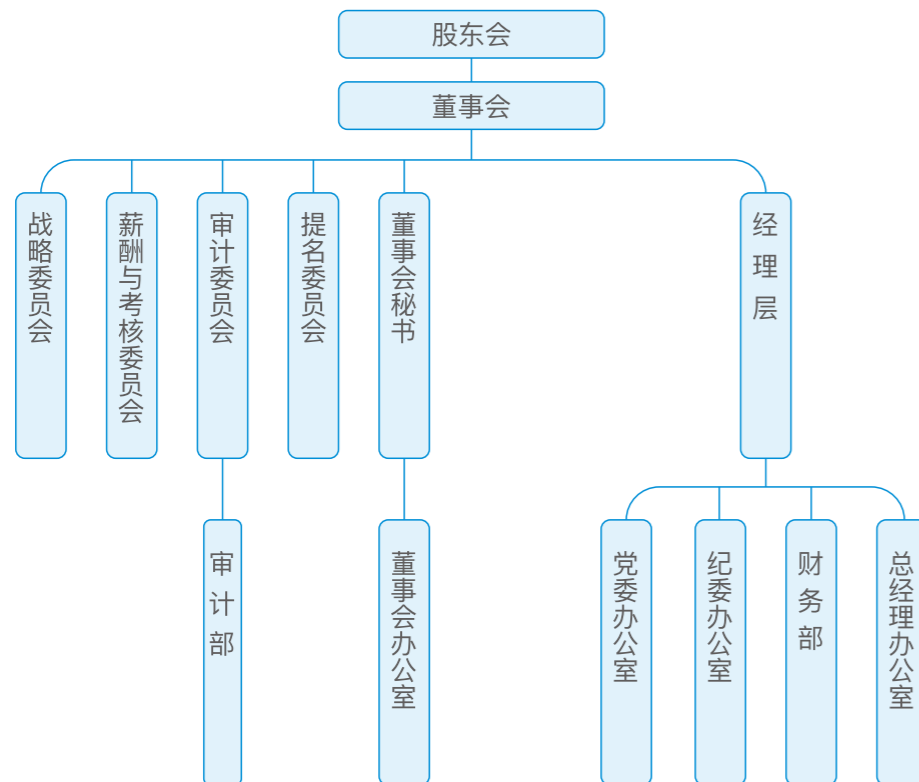 股东会
董事会
战略委员会
薪酬与考核委员会
审计委员会
提名委员会
董事会秘书
经理层
审计部
董事会办公室
党委办公室
纪委办公室
财务部
总经理办公室